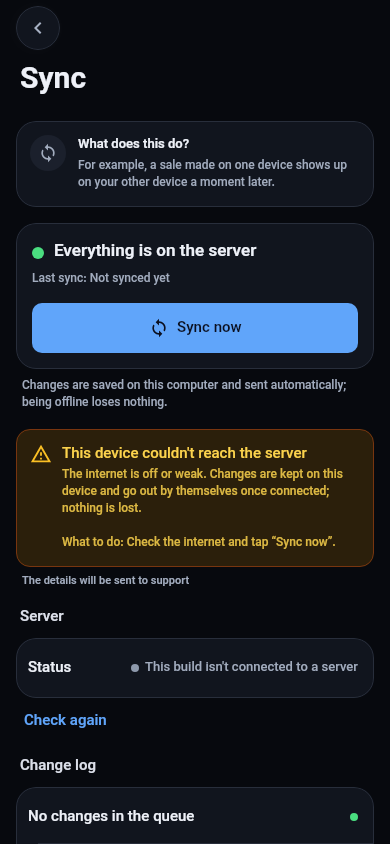 Sync
What does this do?
For example, a sale made on one device shows up
on your other device a moment later.
Everything is on the server
Last sync: Not synced yet
Sync now
Changes are saved on this computer and sent automatically;
being offline loses nothing.
This device couldn't reach the server
The internet is off or weak. Changes are kept on this
device and go out by themselves once connected;
nothing is lost.
What to do: Check the internet and tap “Sync now”.
The details will be sent to support
Server
Status
This build isn't connected to a server
Check again
Change log
No changes in the queue